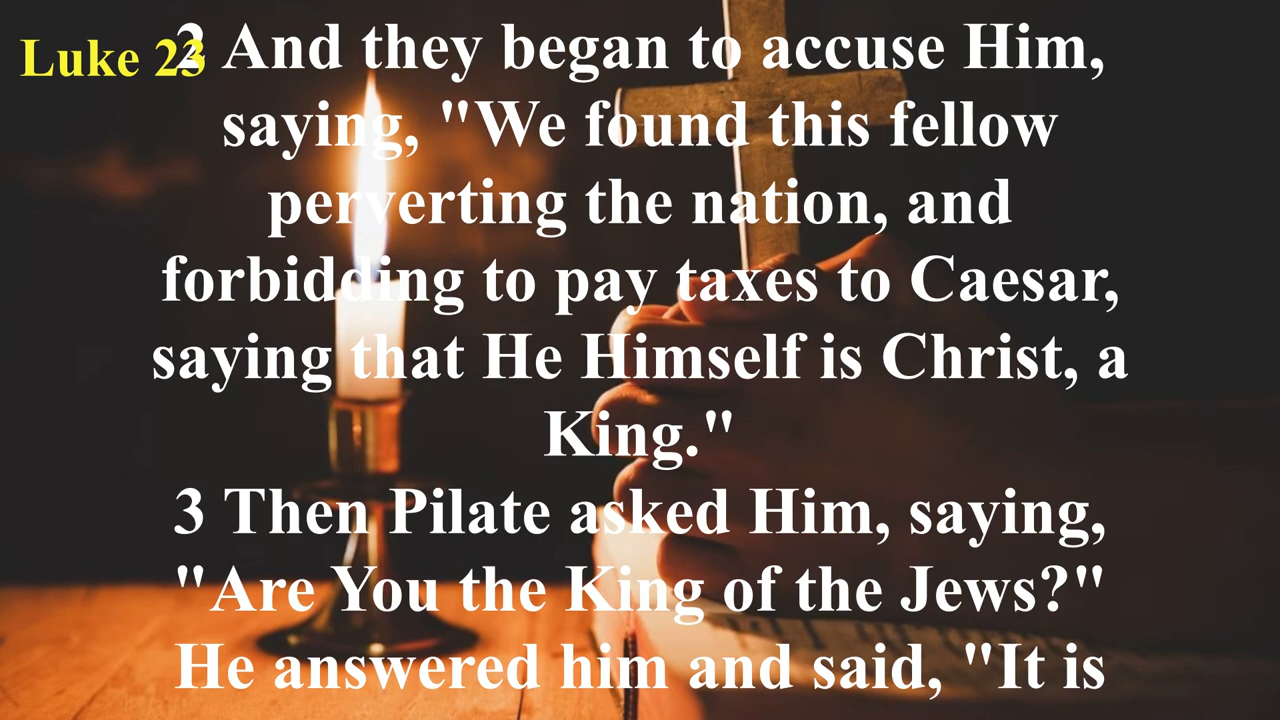 Luke 23
2 And they began to accuse Him,
saying, "We found this fellow
perverting the nation, and
forbidding to pay taxes to Caesar,
saying that He Himself is Christ, a
King."
3 Then Pilate asked Him, saying,
"Are You the King of the Jews?"
He answered him and said, "It is